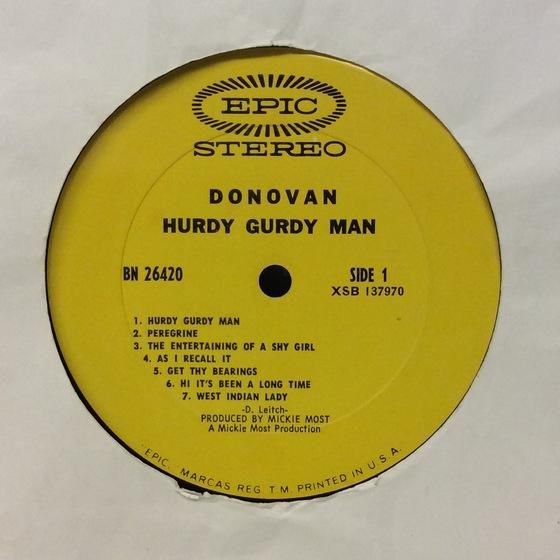 EPIC
STEREO
DONOVAN
HURDY GURDY MAN
BN 26420
SIDE 1
XSB 137970
1. HURDY GURDY MAN
2. PEREGRINE
3. THE ENTERTAINING OF A SHY GIRL
4. AS I RECALL IT
5. GET THY BEARINGS
6. HI IT'S BEEN A LONG TIME
7. WEST INDIAN LADY
-D. Leitch-
PRODUCED BY MICKIE MOST
A Mickie Most Production
"EPIC," MARCAS REG. T.M. PRINTED IN U.S.A.